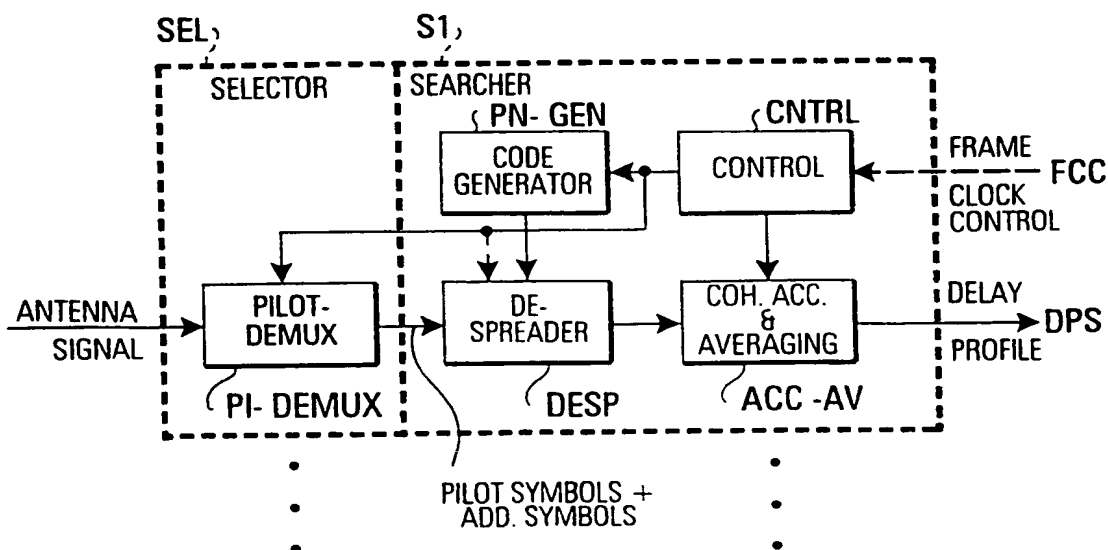 SEL
S1
SELECTOR
SEARCHER
PN- GEN
CNTRL
CODE
GENERATOR
CONTROL
FRAME
FCC
CLOCK
CONTROL
ANTENNA
SIGNAL
PILOT-
DEMUX
DE-
SPREADER
COH. ACC.
&
AVERAGING
DELAY
DPS
PROFILE
PI- DEMUX
DESP
ACC -AV
PILOT SYMBOLS +
ADD. SYMBOLS